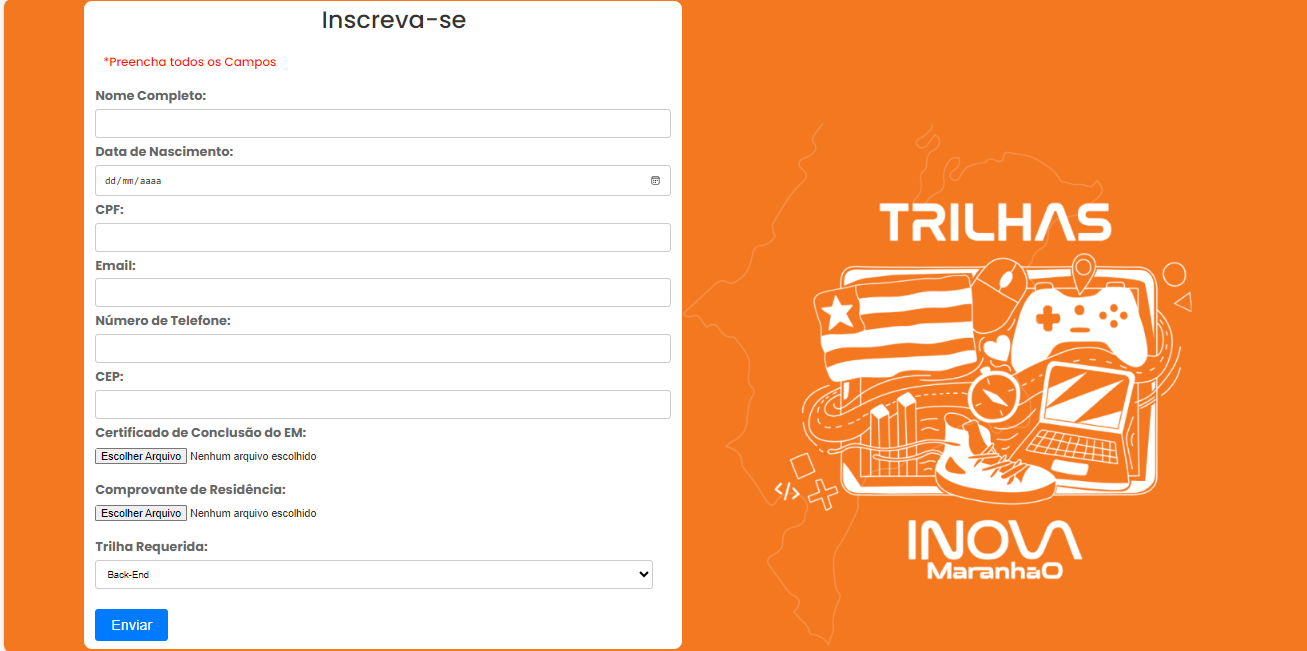 Inscreva-se
*Preencha todos os Campos
Nome Completo:
Data de Nascimento:
dd/mm/aaaa
CPF:
Email:
Número de Telefone:
CEP:
Certificado de Conclusão do EM:
Escolher Arquivo Nenhum arquivo escolhido
Comprovante de Residência:
Escolher Arquivo Nenhum arquivo escolhido
Trilha Requerida:
Back-End
Enviar
TRILHAS
</>
INOVA
MaranhãO